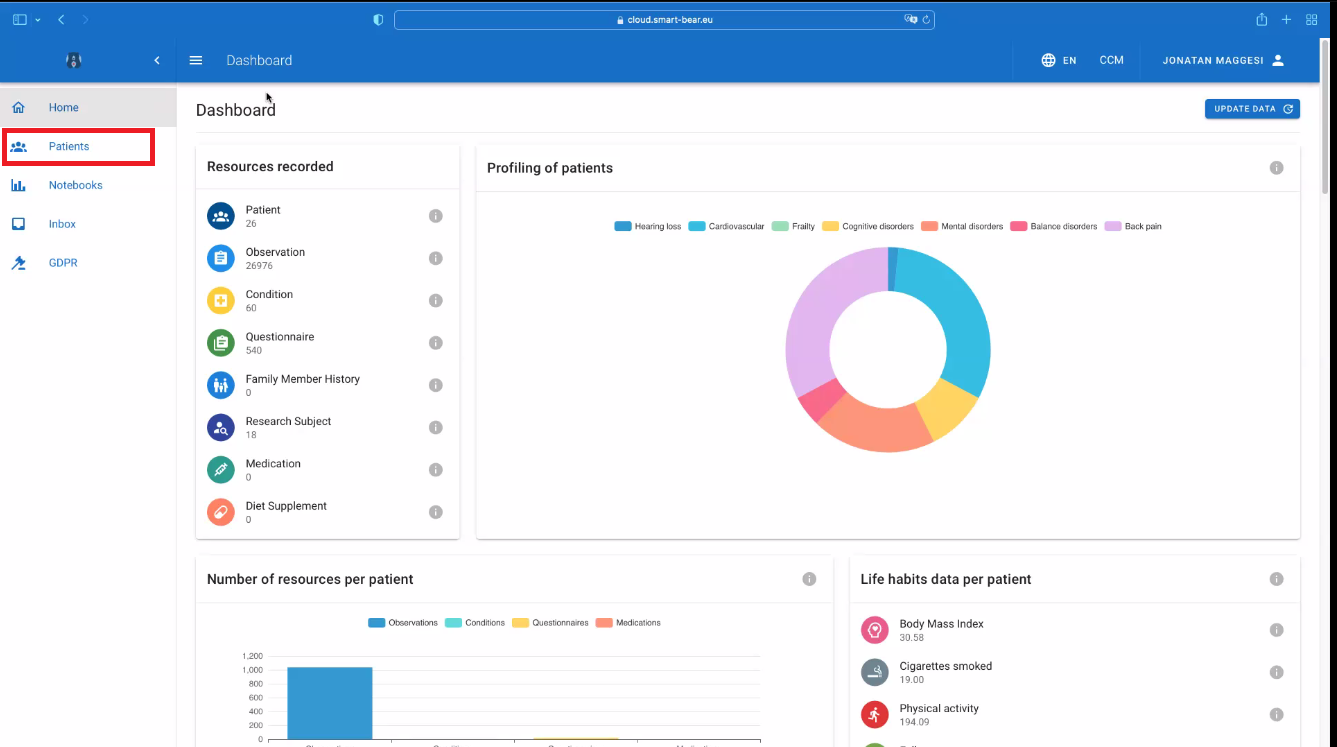 cloud.smart-bear.eu
Dashboard
EN
CCM
JONATAN MAGGESI
Home
Patients
Notebooks
Inbox
GDPR
Dashboard
UPDATE DATA
Resources recorded
Patient
26
Observation
26976
Condition
60
Questionnaire
540
Family Member History
0
Research Subject
18
Medication
0
Diet Supplement
0
Profiling of patients
Hearing loss Cardiovascular Frailty Cognitive disorders Mental disorders Balance disorders Back pain
Number of resources per patient
Observations Conditions Questionnaires Medications
1,200
1,000
800
600
400
200
0
Life habits data per patient
Body Mass Index
30.58
Cigarettes smoked
19.00
Physical activity
194.09